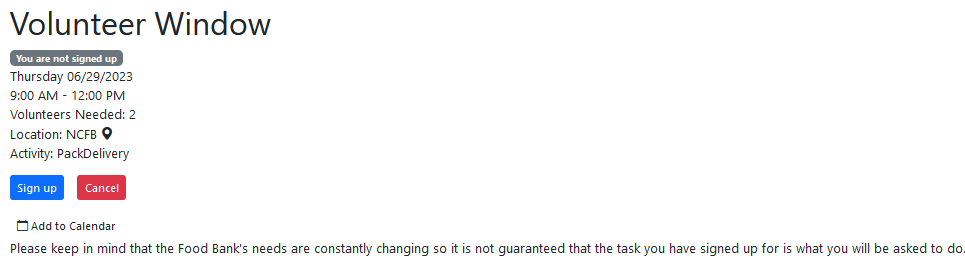 Volunteer Window
You are not signed up
Thursday 06/29/2023
9:00 AM - 12:00 PM
Volunteers Needed: 2
Location: NCFB
Activity: PackDelivery
Sign up Cancel
Add to Calendar
Please keep in mind that the Food Bank's needs are constantly changing so it is not guaranteed that the task you have signed up for is what you will be asked to do.